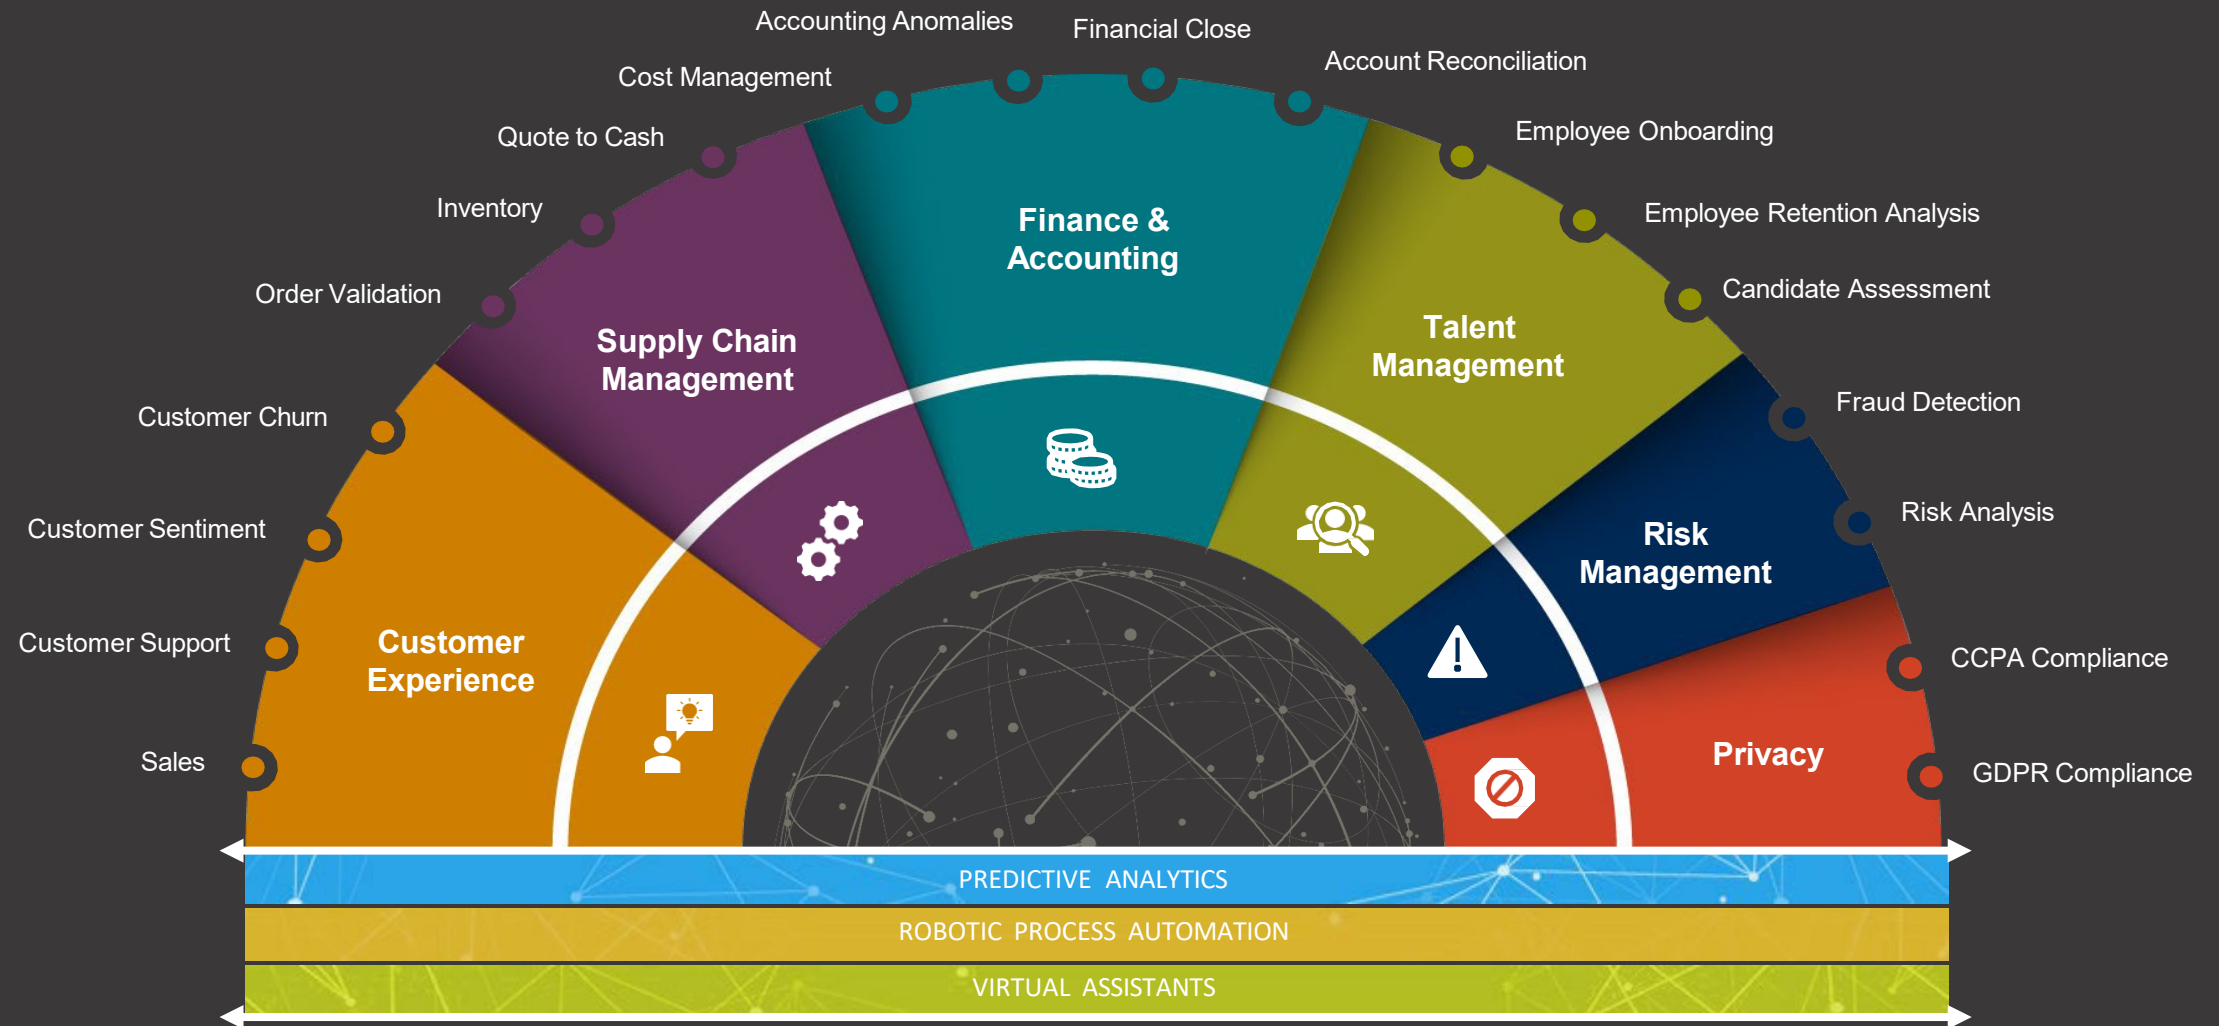 Accounting Anomalies
Financial Close
Account Reconciliation
Cost Management
Quote to Cash
Employee Onboarding
Inventory
Employee Retention Analysis
Order Validation
Candidate Assessment
Finance &
Accounting
Supply Chain
Management
Talent
Management
Customer Churn
Fraud Detection
Customer Sentiment
Risk Analysis
Risk
Management
Customer Support
Customer
Experience
CCPA Compliance
Sales
Privacy
GDPR Compliance
PREDICTIVE ANALYTICS
ROBOTIC PROCESS AUTOMATION
VIRTUAL ASSISTANTS